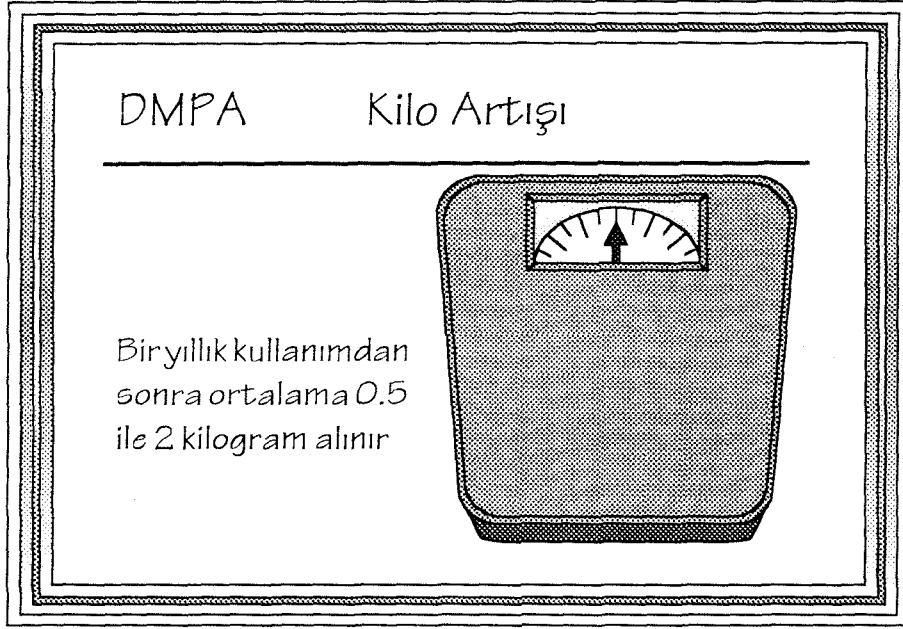 DMPA Kilo Artışı
Bir yıllık kullanımdan
sonra ortalama 0.5
ile 2 kilogram alınır